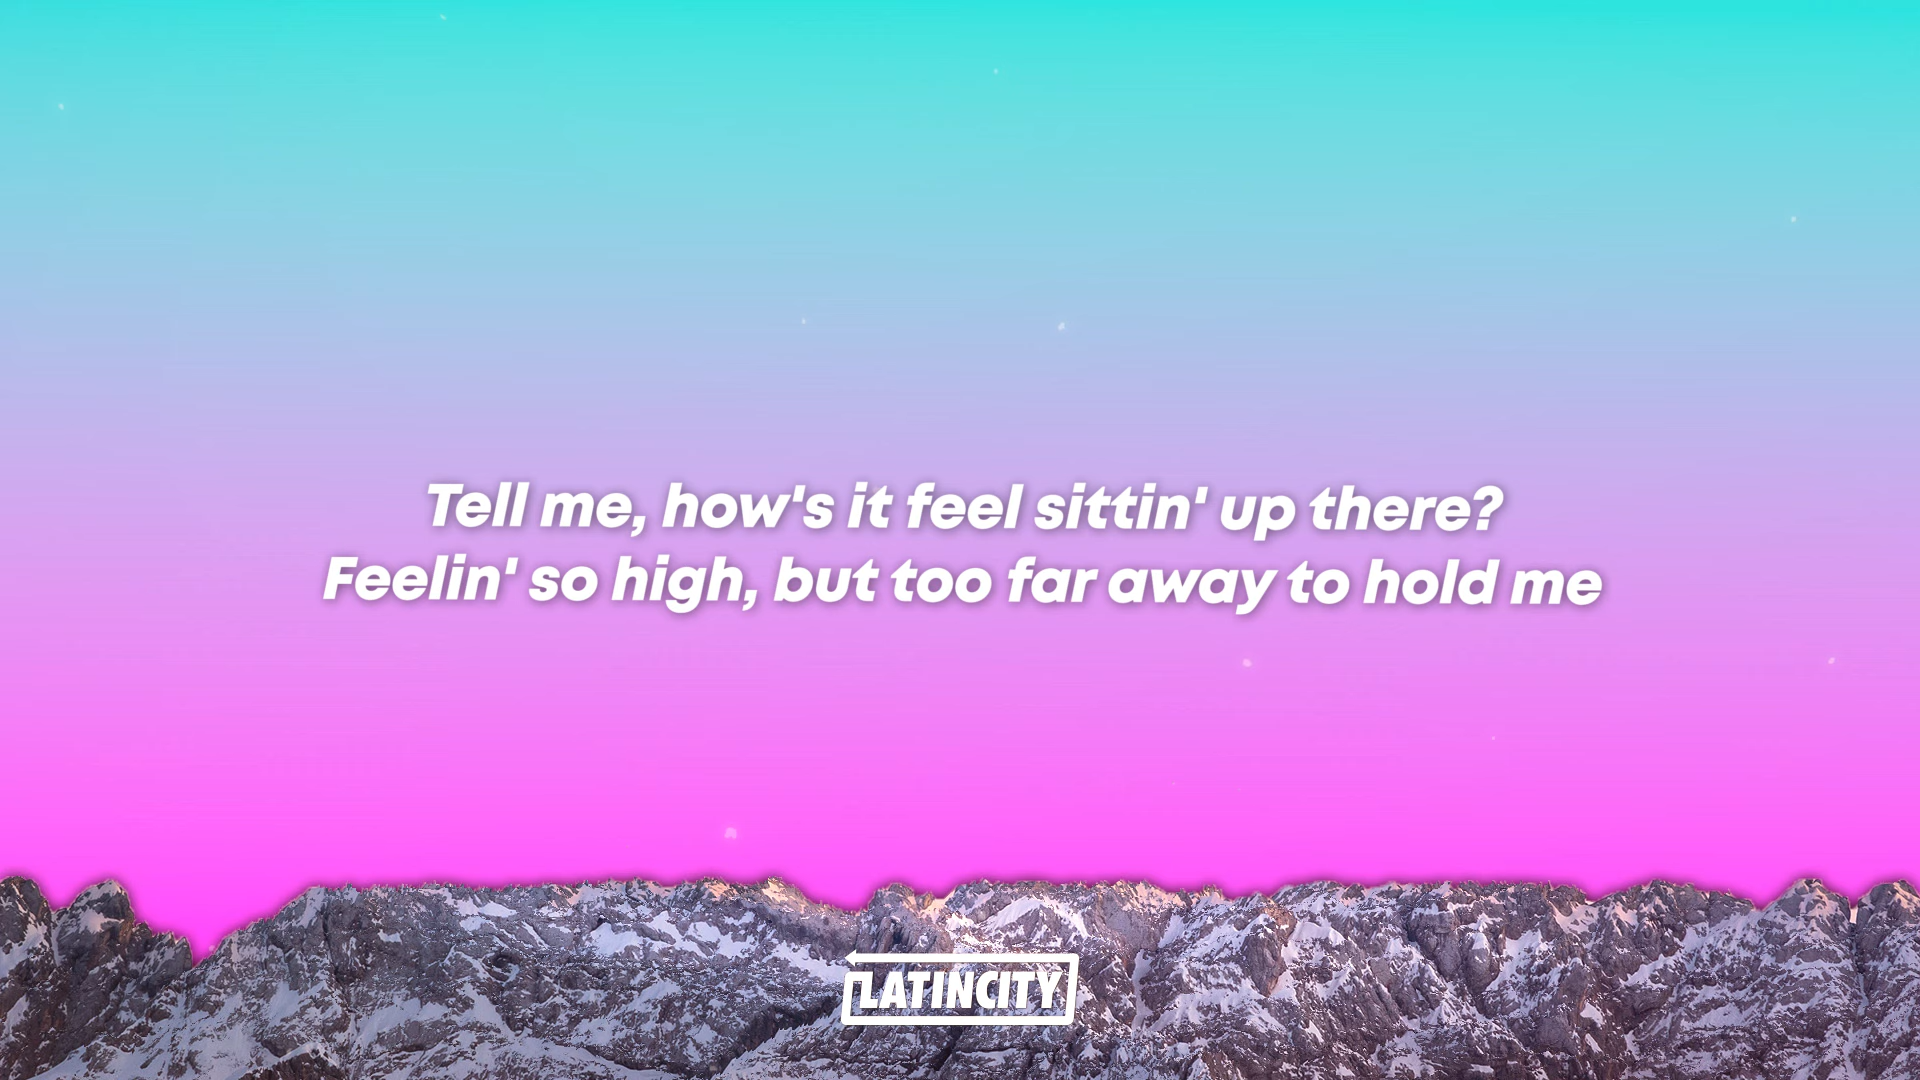 Tell me, how's it feel sittin' up there?
Feelin' so high, but too far away to hold me
LATINCITY